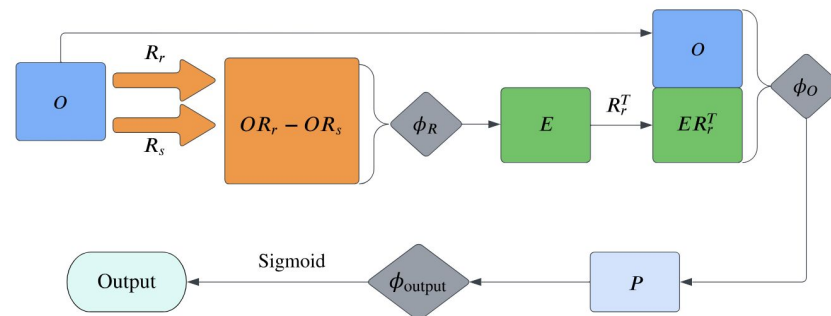 O
R_r
R_s
OR_r − OR_s
ϕ_R
E
R_r^T
O
ER_r^T
ϕ_O
P
ϕ_output
Sigmoid
Output